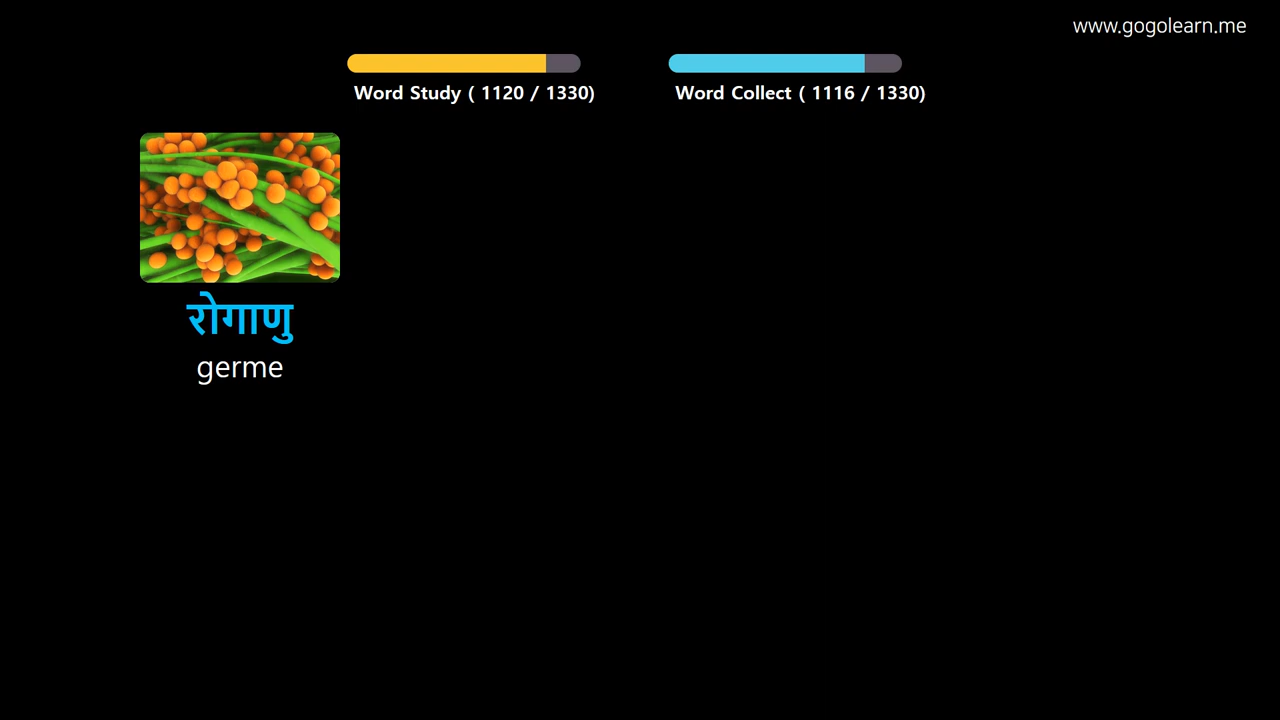 www.gogolearn.me
Word Study ( 1120 / 1330)
Word Collect ( 1116 / 1330)
रोगाणु
germe